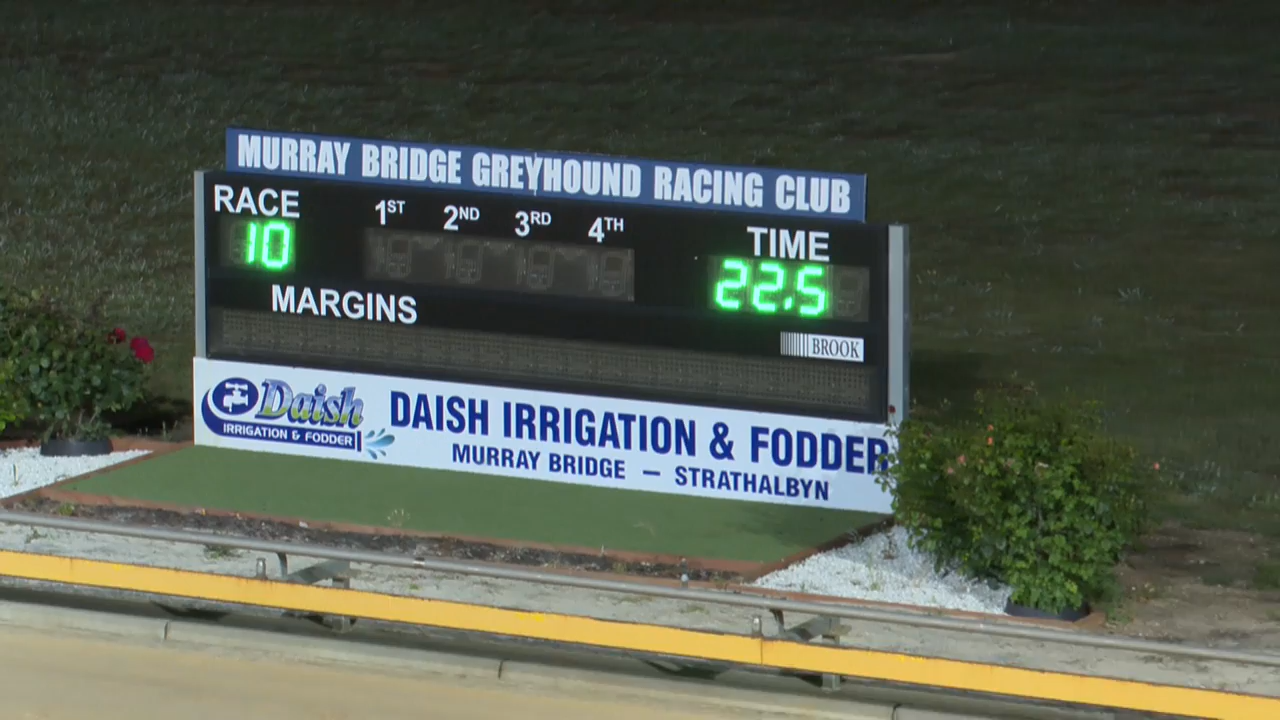 MURRAY BRIDGE GREYHOUND RACING CLUB
RACE 1ST 2ND 3RD 4TH TIME
10 22.5
MARGINS
BROOK
Daish
IRRIGATION & FODDER
DAISH IRRIGATION & FODDER
MURRAY BRIDGE – STRATHALBYN